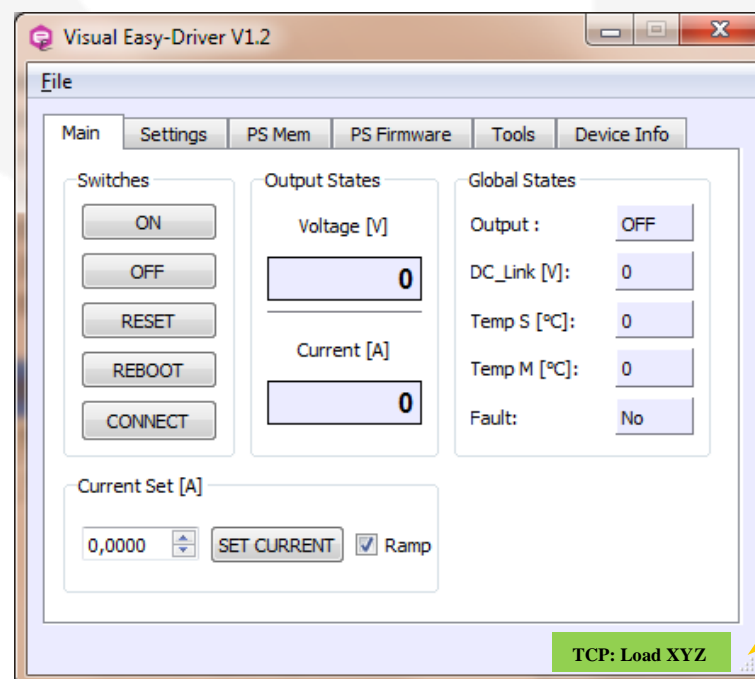 Visual Easy-Driver V1.2
File
Main Settings PS Mem PS Firmware Tools Device Info
Switches
ON
OFF
RESET
REBOOT
CONNECT
Output States
Voltage [V]
0
Current [A]
0
Global States
Output : OFF
DC_Link [V]: 0
Temp S [°C]: 0
Temp M [°C]: 0
Fault: No
Current Set [A]
0,0000 SET CURRENT Ramp
TCP: Load XYZ